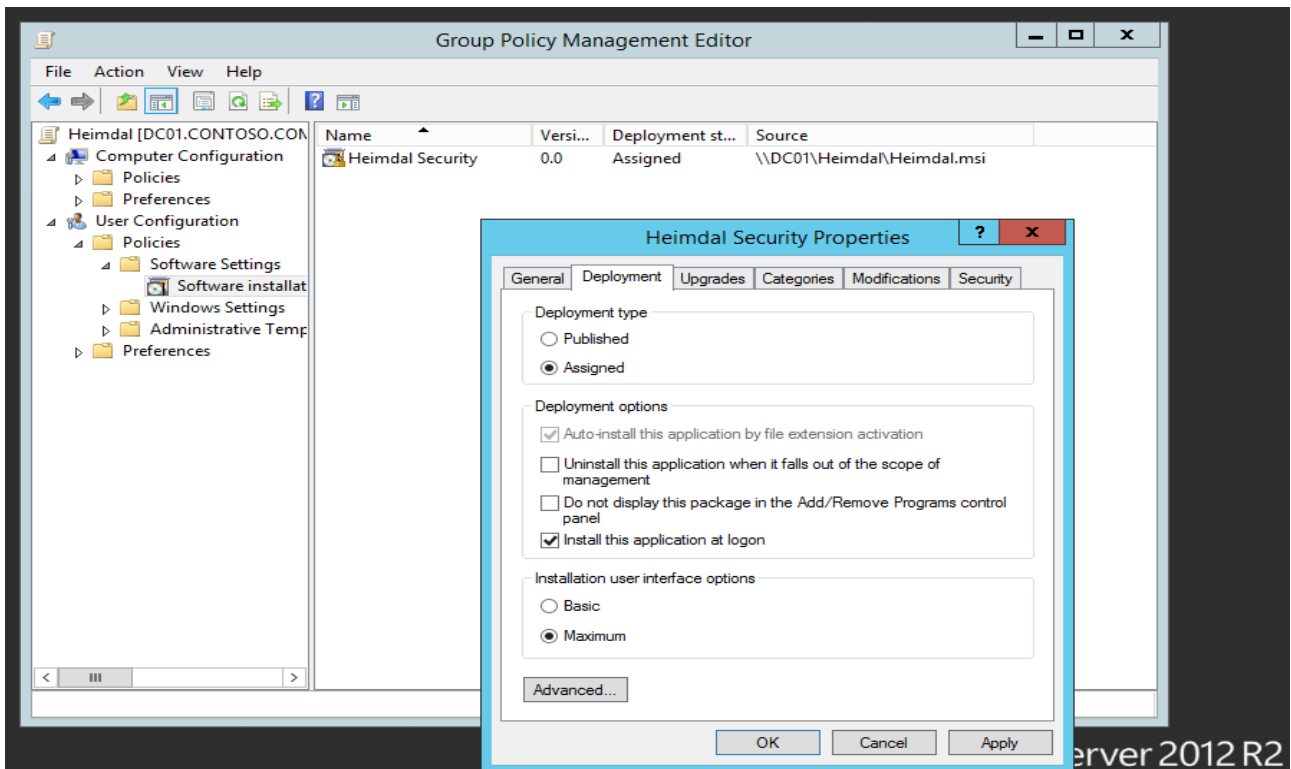 Group Policy Management Editor
File Action View Help
Heimdal [DC01.CONTOSO.CON
Computer Configuration
Policies
Preferences
User Configuration
Policies
Software Settings
Software installat
Windows Settings
Administrative Temp
Preferences
Name Versi... Deployment st... Source
Heimdal Security 0.0 Assigned \\DC01\Heimdal\Heimdal.msi
Heimdal Security Properties
General Deployment Upgrades Categories Modifications Security
Deployment type
Published
Assigned
Deployment options
Auto-install this application by file extension activation
Uninstall this application when it falls out of the scope of
management
Do not display this package in the Add/Remove Programs control
panel
Install this application at logon
Installation user interface options
Basic
Maximum
Advanced...
OK Cancel Apply
erver 2012 R2